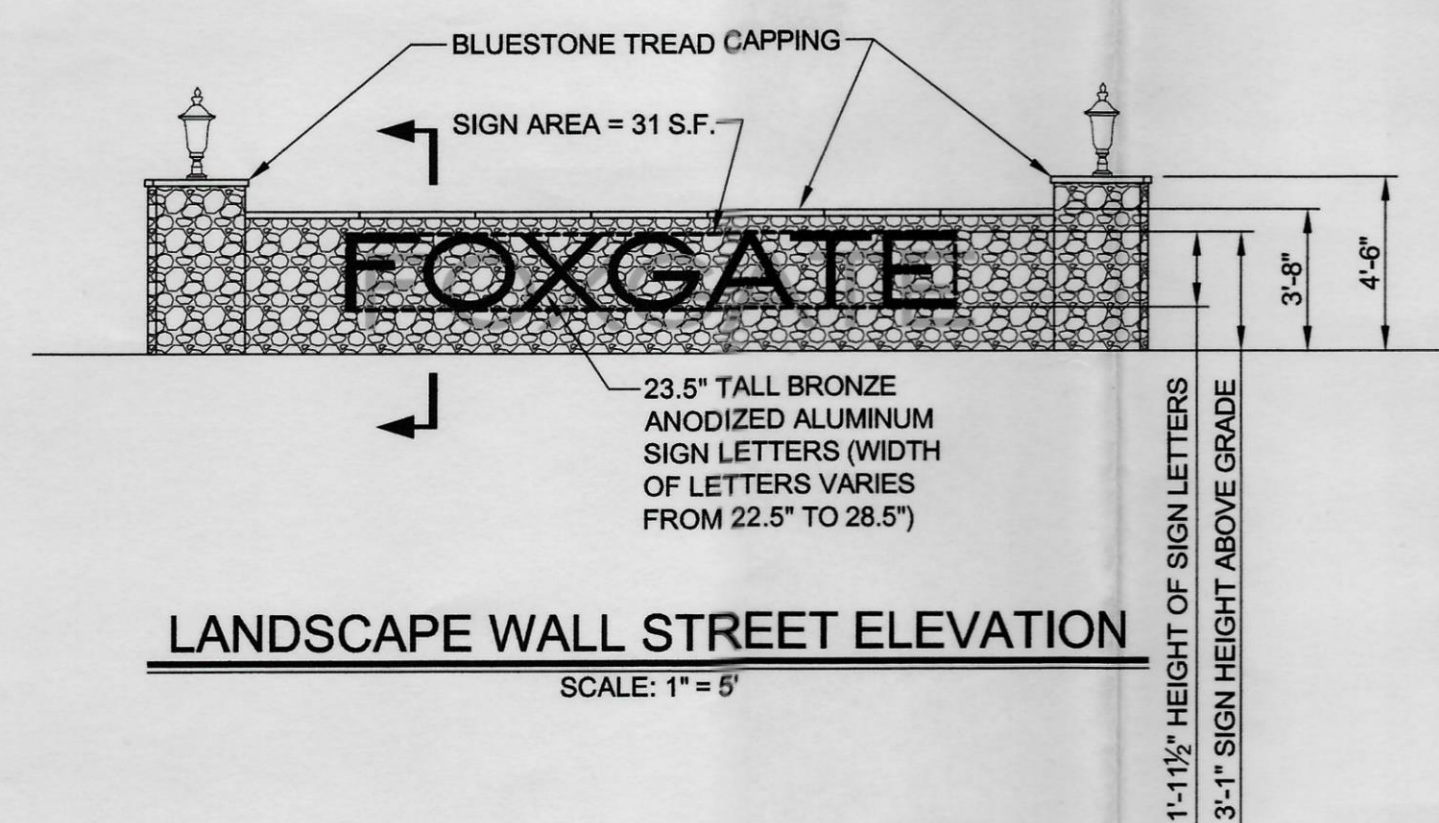 BLUESTONE TREAD CAPPING
SIGN AREA = 31 S.F.
FOXGATE
3'-8"
4'-6"
23.5" TALL BRONZE
ANODIZED ALUMINUM
SIGN LETTERS (WIDTH
OF LETTERS VARIES
FROM 22.5" TO 28.5")
1'-11½" HEIGHT OF SIGN LETTERS
3'-1" SIGN HEIGHT ABOVE GRADE
LANDSCAPE WALL STREET ELEVATION
SCALE: 1" = 5'